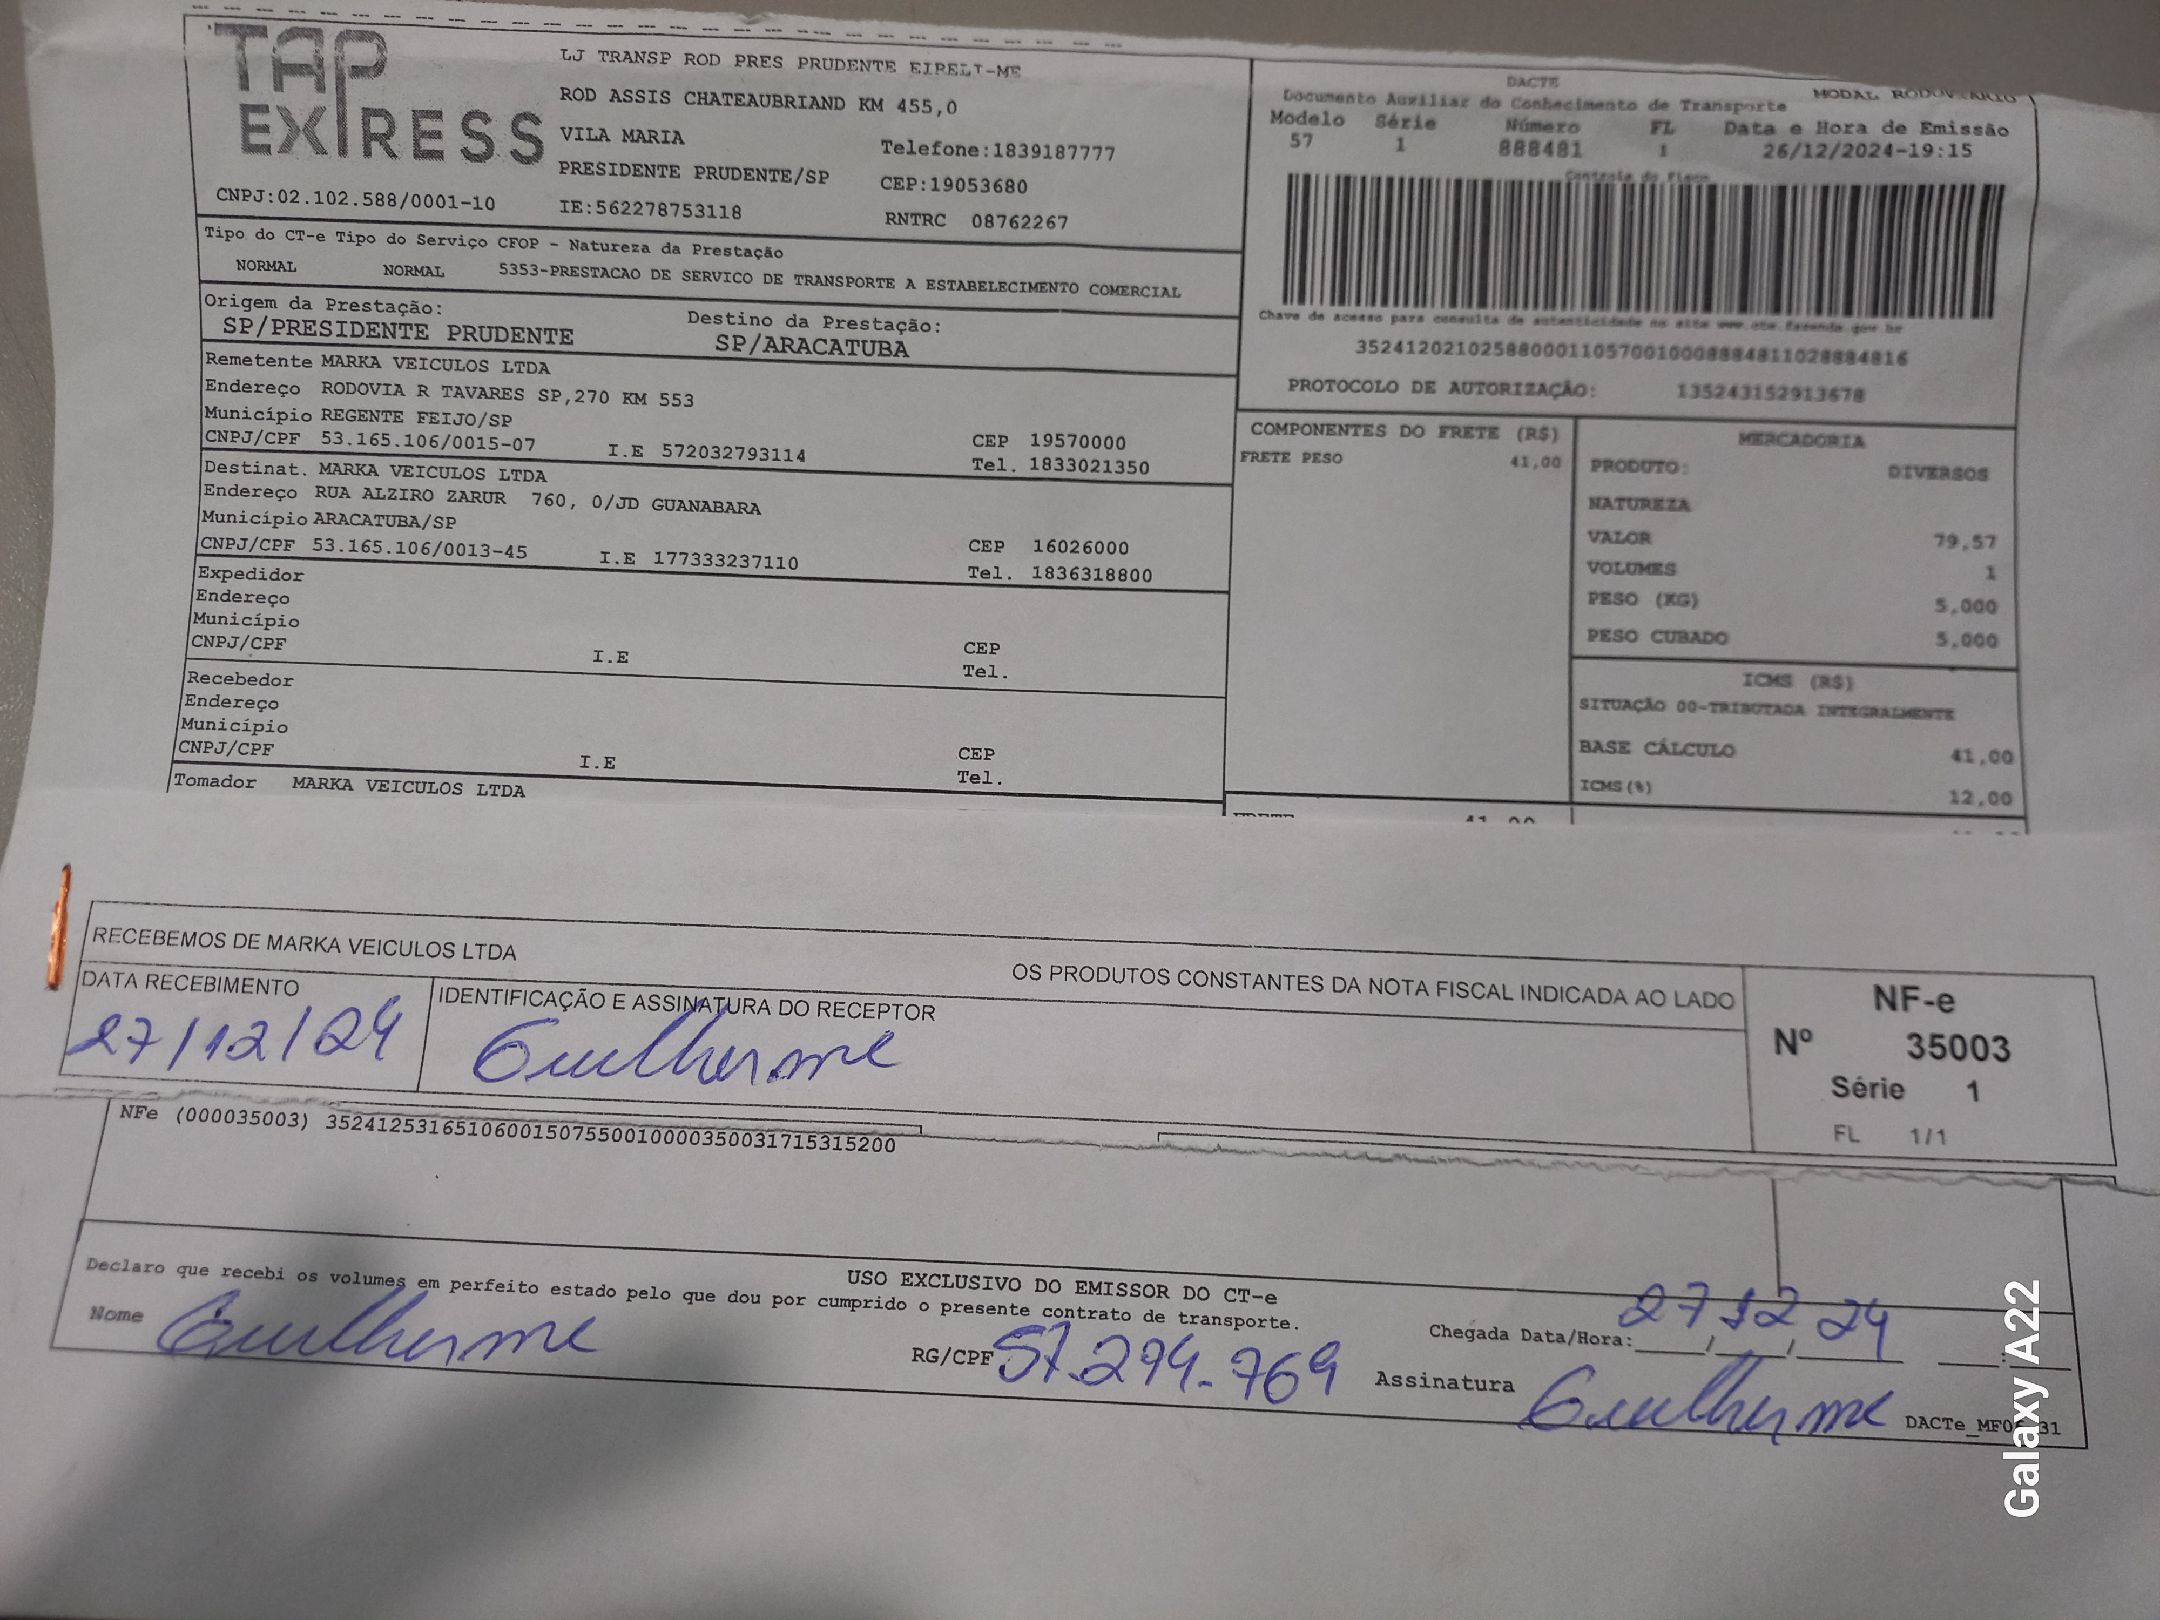 TAP EXPRESS
LJ TRANSP ROD PRES PRUDENTE EIRELI-ME
ROD ASSIS CHATEAUBRIAND KM 455,0
VILA MARIA
Telefone:1839187777
PRESIDENTE PRUDENTE/SP
CEP:19053680
CNPJ:02.102.588/0001-10
IE:562278753118
RNTRC 08762267
DACTE
MODAL RODOVIARIO
Documento Auxiliar do Conhecimento de Transporte
Modelo Série Número FL Data e Hora de Emissão
57 1 888481 1 26/12/2024-19:15
Controle do Fisco
Chave de acesso para consulta de autenticidade no site www.cte.fazenda.gov.br
35241202102588000110570010008884811028884816
PROTOCOLO DE AUTORIZAÇÃO: 135243152913678
Tipo do CT-e Tipo do Serviço CFOP - Natureza da Prestação
NORMAL NORMAL 5353-PRESTACAO DE SERVICO DE TRANSPORTE A ESTABELECIMENTO COMERCIAL
Origem da Prestação: Destino da Prestação:
SP/PRESIDENTE PRUDENTE SP/ARACATUBA
Remetente MARKA VEICULOS LTDA
Endereço RODOVIA R TAVARES SP,270 KM 553
Município REGENTE FEIJO/SP
CEP 19570000
CNPJ/CPF 53.165.106/0015-07 I.E 572032793114 Tel. 1833021350
Destinat. MARKA VEICULOS LTDA
Endereço RUA ALZIRO ZARUR 760, 0/JD GUANABARA
Município ARACATUBA/SP
CEP 16026000
CNPJ/CPF 53.165.106/0013-45 I.E 177333237110 Tel. 1836318800
Expedidor
Endereço
Município
CEP
CNPJ/CPF I.E Tel.
Recebedor
Endereço
Município
CEP
CNPJ/CPF I.E Tel.
Tomador MARKA VEICULOS LTDA
COMPONENTES DO FRETE (R$)
FRETE PESO 41,00
FRETE 41,00
MERCADORIA
PRODUTO: DIVERSOS
NATUREZA
VALOR 79,57
VOLUMES 1
PESO (KG) 5,000
PESO CUBADO 5,000
ICMS (R$)
SITUAÇÃO 00-TRIBUTADA INTEGRALMENTE
BASE CÁLCULO 41,00
ICMS(%) 12,00
RECEBEMOS DE MARKA VEICULOS LTDA OS PRODUTOS CONSTANTES DA NOTA FISCAL INDICADA AO LADO
DATA RECEBIMENTO
27/12/24
IDENTIFICAÇÃO E ASSINATURA DO RECEPTOR
Guilherme
NF-e
Nº 35003
Série 1
FL 1/1
NFe (000035003) 35241253165106001507550010000350031715315200
USO EXCLUSIVO DO EMISSOR DO CT-e
Declaro que recebi os volumes em perfeito estado pelo que dou por cumprido o presente contrato de transporte.
Nome Guilherme
RG/CPF 57.294-769
Chegada Data/Hora: 27/12/24
Assinatura Guilherme
Galaxy A22